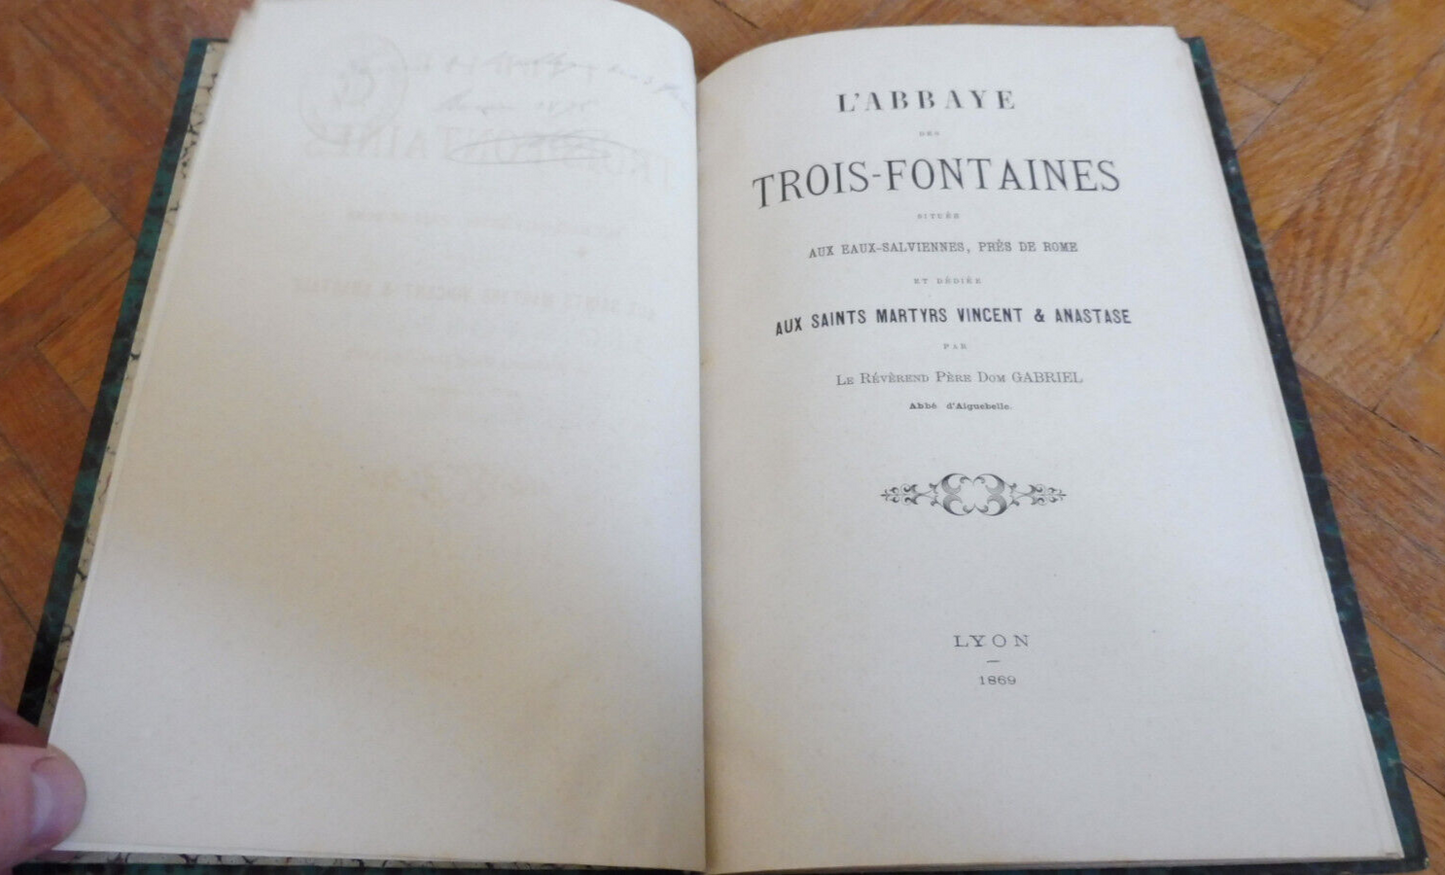 L'ABBAYE
DES
TROIS-FONTAINES
SITUÉE
AUX EAUX-SALVIENNES, PRÈS DE ROME
ET DÉDIÉE
AUX SAINTS MARTYRS VINCENT & ANASTASE
PAR
LE RÉVÉREND PÈRE DOM GABRIEL
Abbé d'Aiguebelle.
LYON
1869